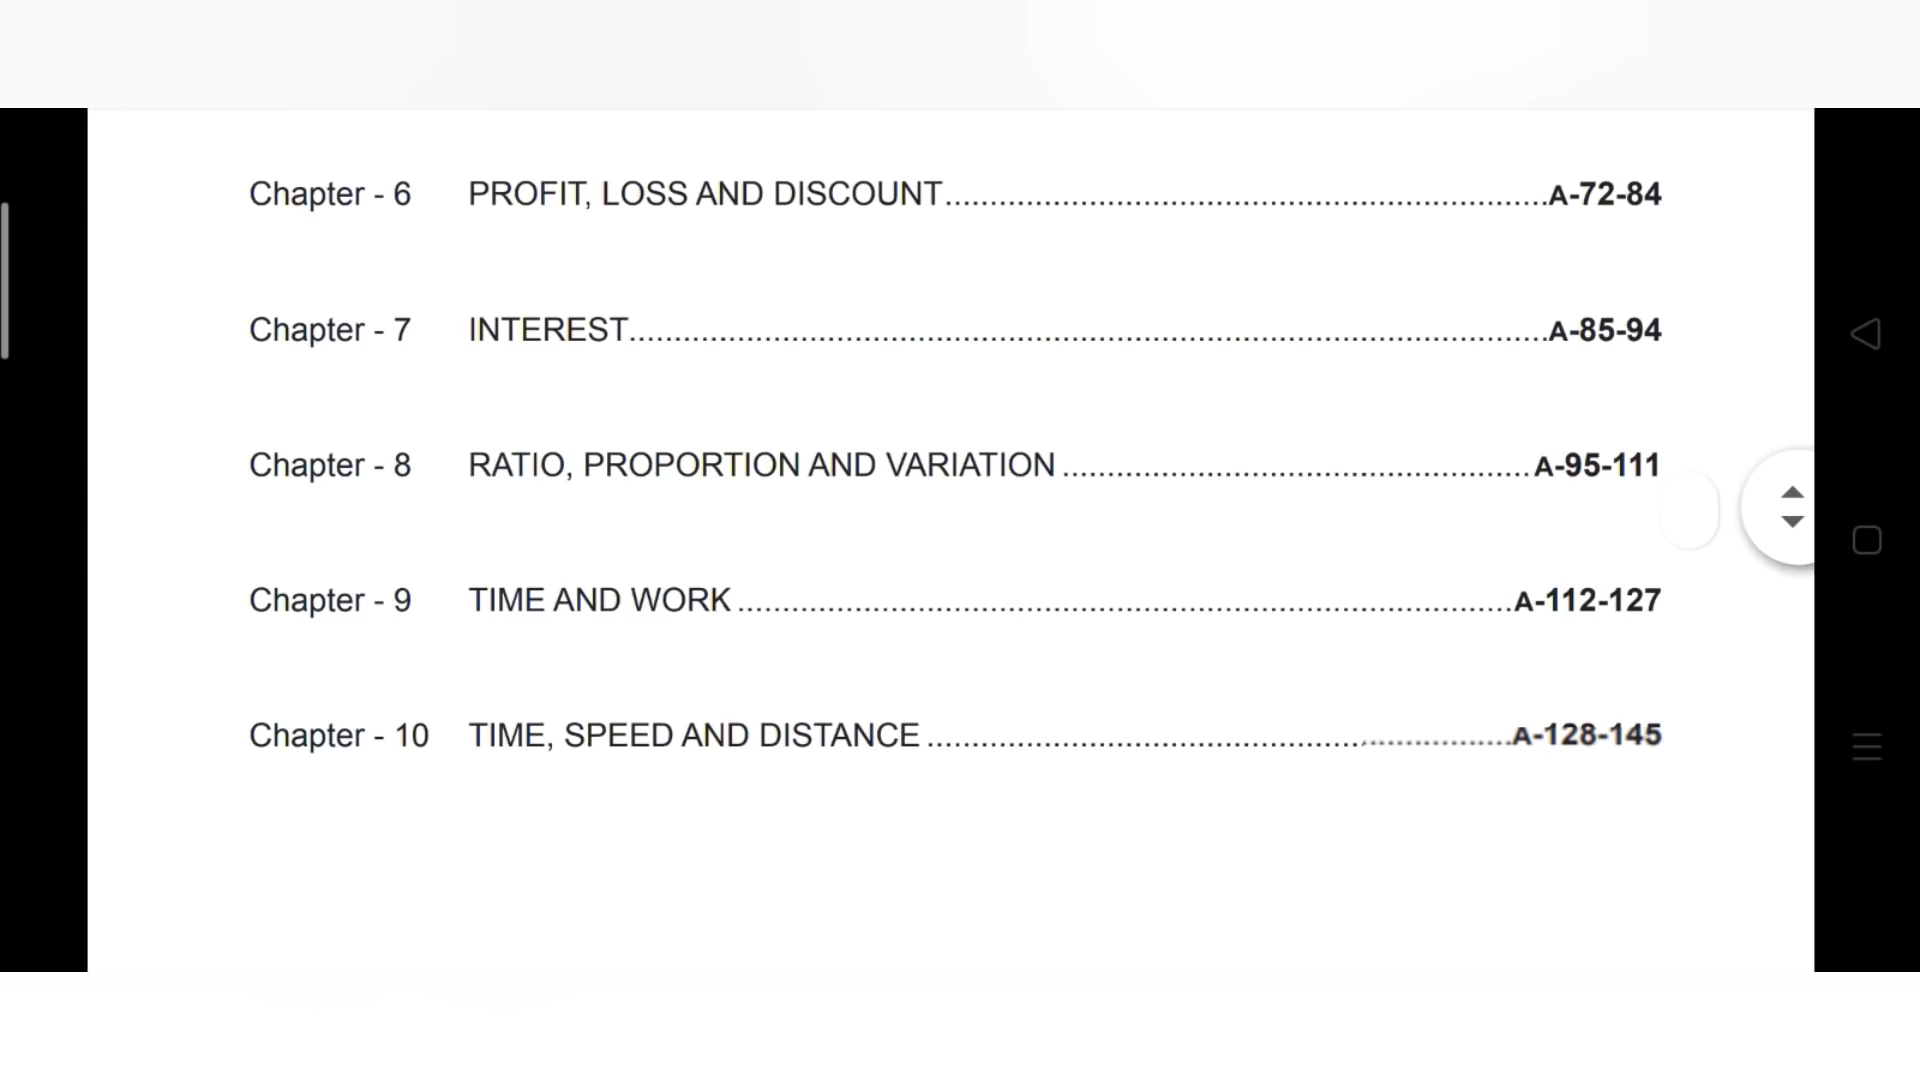 Chapter - 6 PROFIT, LOSS AND DISCOUNT....................................................................A-72-84
Chapter - 7 INTEREST........................................................................................................A-85-94
Chapter - 8 RATIO, PROPORTION AND VARIATION.....................................................A-95-111
Chapter - 9 TIME AND WORK........................................................................................A-112-127
Chapter - 10 TIME, SPEED AND DISTANCE..................................................................A-128-145